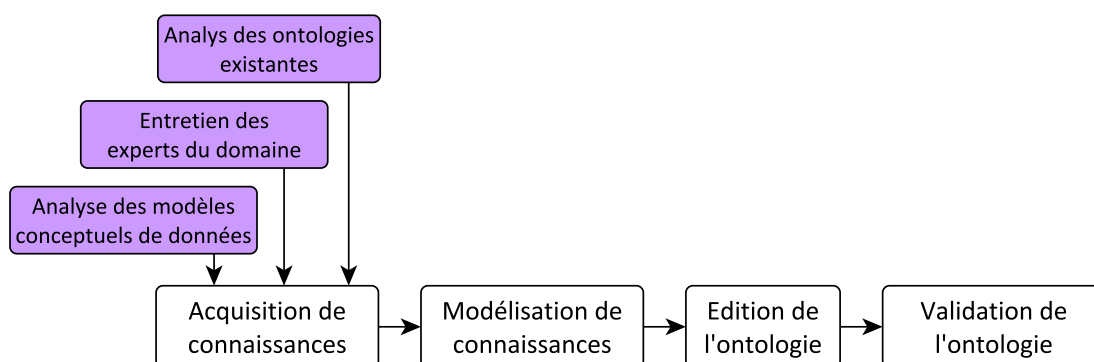 Analys des ontologies
existantes
Entretien des
experts du domaine
Analyse des modèles
conceptuels de données
Acquisition de
connaissances
Modélisation de
connaissances
Edition de
l'ontologie
Validation de
l'ontologie